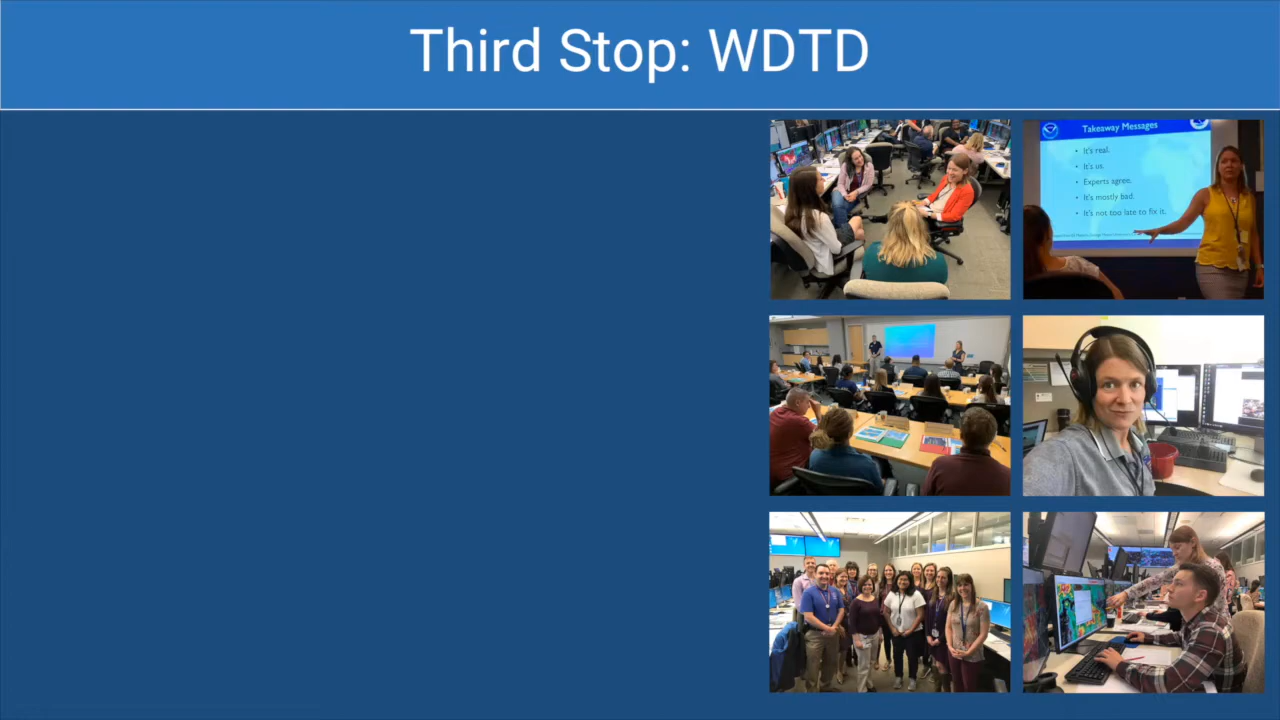 Third Stop: WDTD
Takeaway Messages
• It's real.
• It's us.
• Experts agree.
• It's mostly bad.
• It's not too late to fix it.